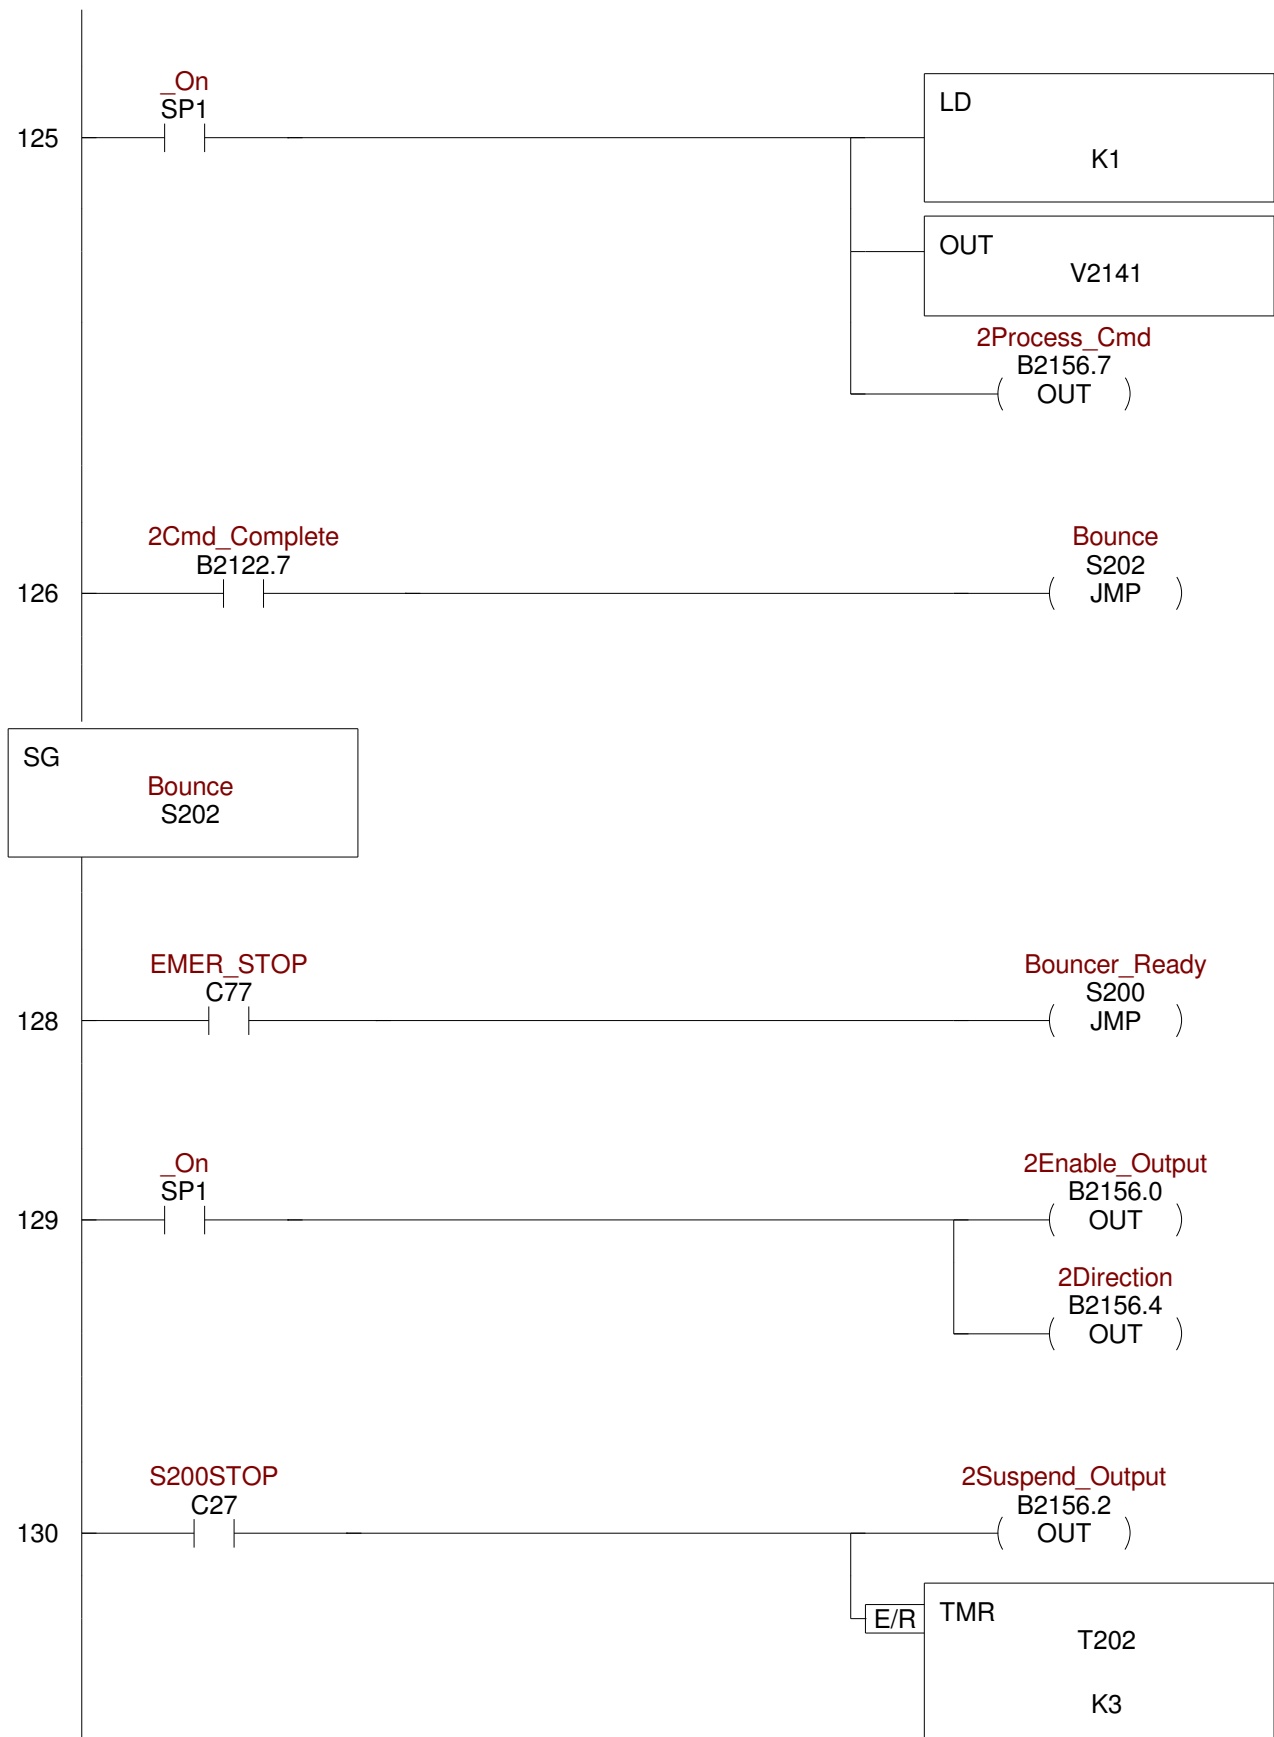 _On
SP1
125
LD
K1
OUT
V2141
2Process_Cmd
B2156.7
OUT
2Cmd_Complete
B2122.7
126
Bounce
S202
JMP
SG
Bounce
S202
EMER_STOP
C77
128
Bouncer_Ready
S200
JMP
_On
SP1
129
2Enable_Output
B2156.0
OUT
2Direction
B2156.4
OUT
S200STOP
C27
130
2Suspend_Output
B2156.2
OUT
E/R
TMR
T202
K3